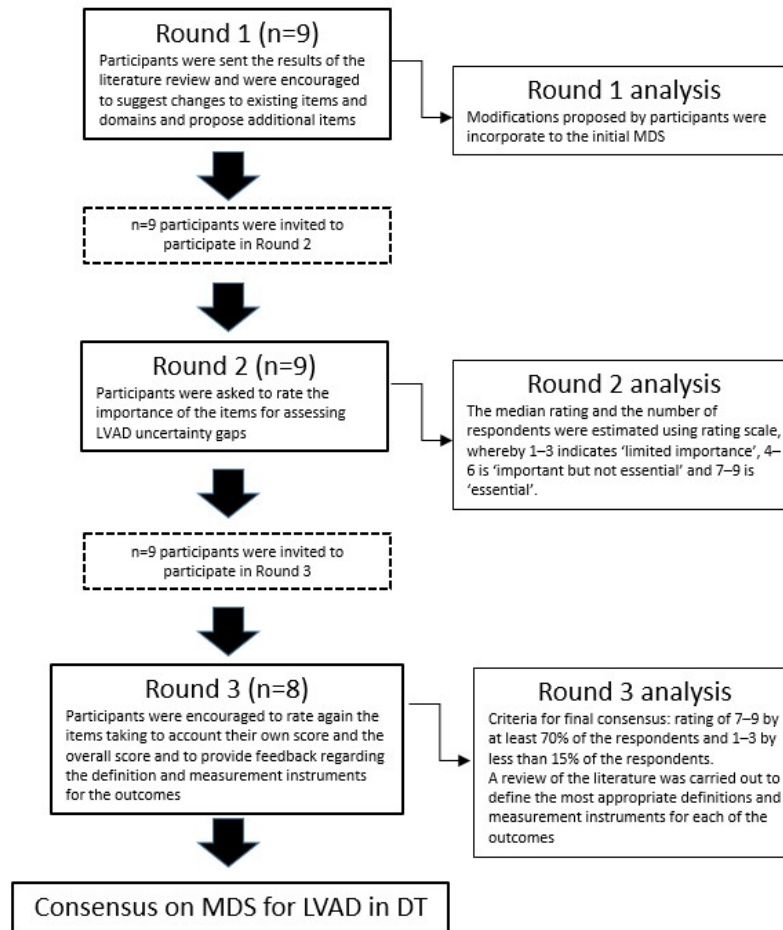 Round 1 (n=9)
Participants were sent the results of the
literature review and were encouraged
to suggest changes to existing items and
domains and propose additional items
Round 1 analysis
Modifications proposed by participants were
incorporate to the initial MDS
n=9 participants were invited to
participate in Round 2
Round 2 (n=9)
Participants were asked to rate the
importance of the items for assessing
LVAD uncertainty gaps
Round 2 analysis
The median rating and the number of
respondents were estimated using rating scale,
whereby 1–3 indicates ‘limited importance’, 4–
6 is ‘important but not essential’ and 7–9 is
‘essential’.
n=9 participants were invited to
participate in Round 3
Round 3 (n=8)
Participants were encouraged to rate again the
items taking to account their own score and the
overall score and to provide feedback regarding
the definition and measurement instruments
for the outcomes
Round 3 analysis
Criteria for final consensus: rating of 7–9 by
at least 70% of the respondents and 1–3 by
less than 15% of the respondents.
A review of the literature was carried out to
define the most appropriate definitions and
measurement instruments for each of the
outcomes
Consensus on MDS for LVAD in DT